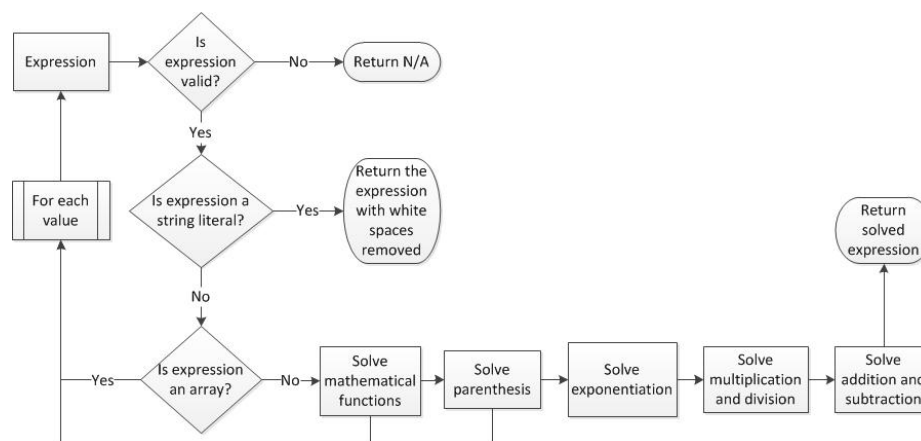 Expression
Is
expression
valid?
No
Return N/A
Yes
For each
value
Is expression a
string literal?
Yes
Return the
expression
with white
spaces
removed
Return
solved
expression
No
Yes
Is expression
an array?
No
Solve
mathematical
functions
Solve
parenthesis
Solve
exponentiation
Solve
multiplication
and division
Solve
addition and
subtraction